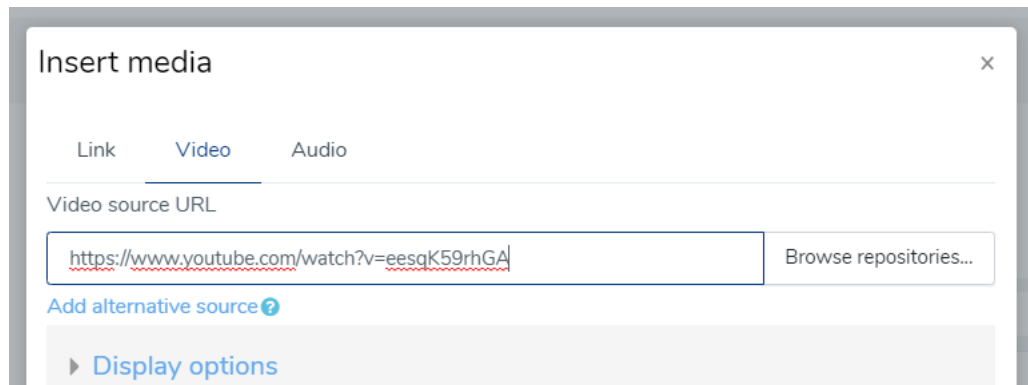 Insert media ×
Link Video Audio
Video source URL
https://www.youtube.com/watch?v=eesqK59rhGA Browse repositories...
Add alternative source ?
Display options